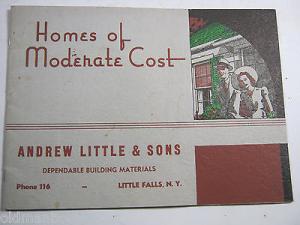 Homes of
Moderate Cost
ANDREW LITTLE & SONS
DEPENDABLE BUILDING MATERIALS
Phone 116 — LITTLE FALLS, N. Y.